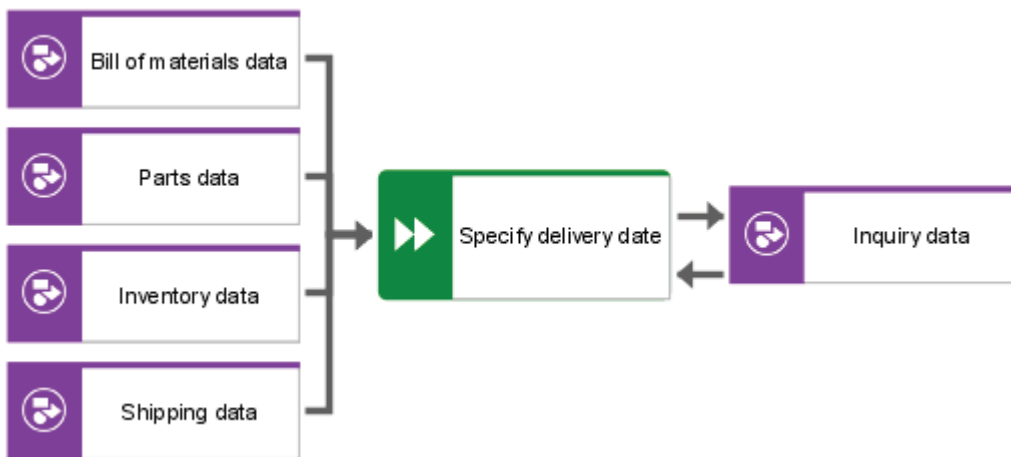 Bill of materials data
Parts data
Specify delivery date
Inquiry data
Inventory data
Shipping data